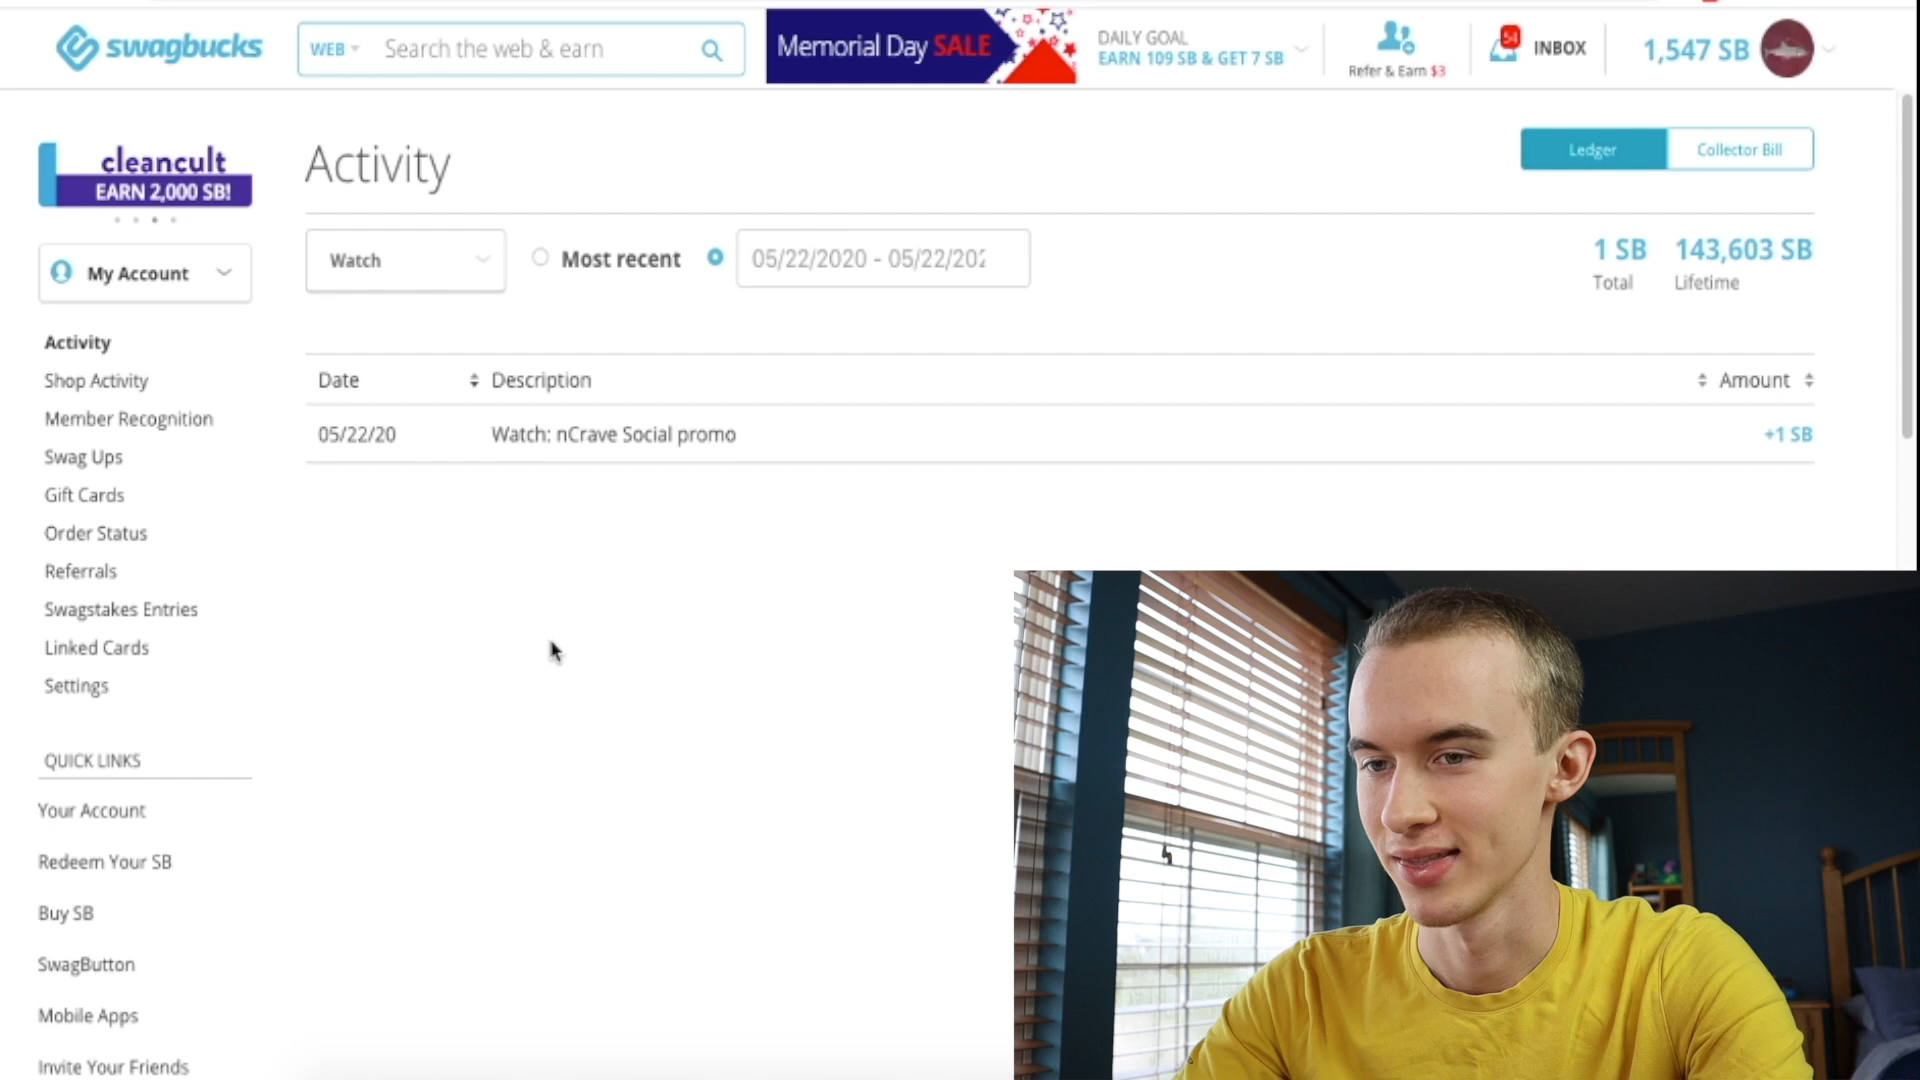 swagbucks
WEB
Search the web & earn
Memorial Day SALE
DAILY GOAL
EARN 109 SB & GET 7 SB
Refer & Earn $3
54
INBOX
1,547 SB
cleancult
EARN 2,000 SB!
My Account
Activity
Shop Activity
Member Recognition
Swag Ups
Gift Cards
Order Status
Referrals
Swagstakes Entries
Linked Cards
Settings
QUICK LINKS
Your Account
Redeem Your SB
Buy SB
SwagButton
Mobile Apps
Invite Your Friends
Activity
Ledger
Collector Bill
Watch
Most recent
05/22/2020 - 05/22/202
1 SB
Total
143,603 SB
Lifetime
Date
Description
Amount
05/22/20
Watch: nCrave Social promo
+1 SB